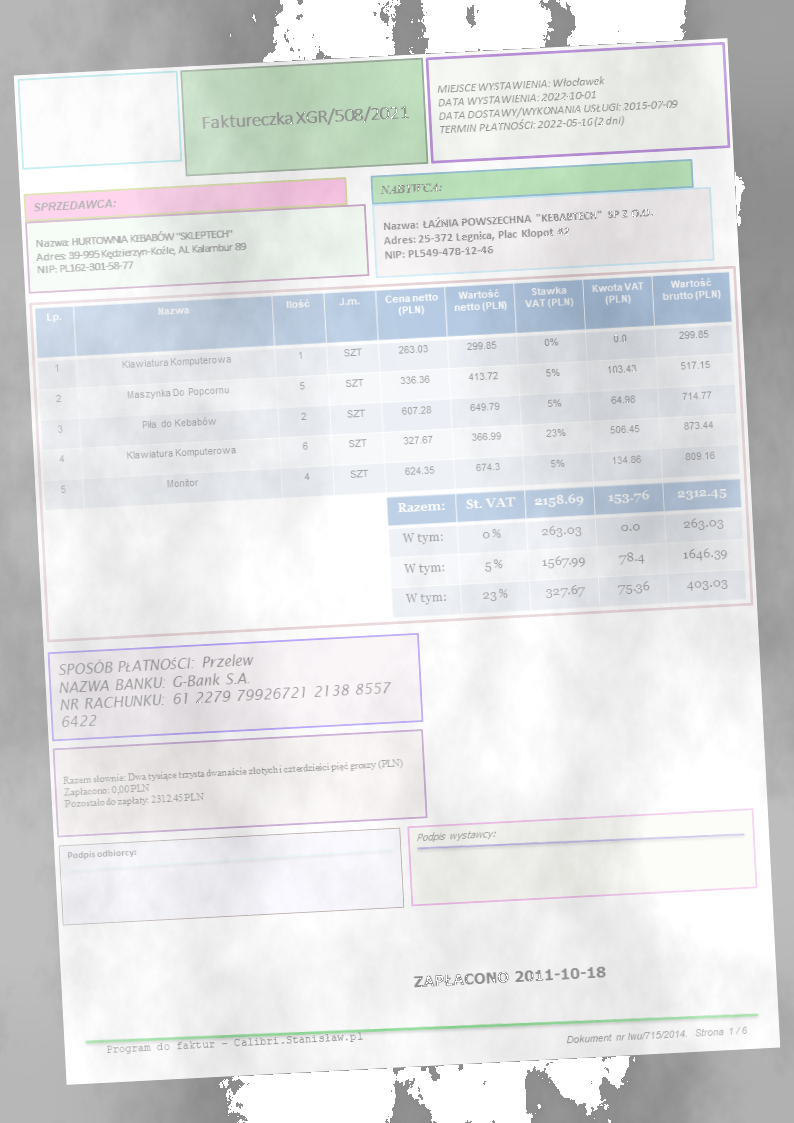 Faktureczka XGR/508/2021
MIEJSCE WYSTAWIENIA: Włocławek
DATA WYSTAWIENIA: 2022-10-01
DATA DOSTAWY/WYKONANIA USŁUGI: 2015-07-09
TERMIN PŁATNOŚCI: 2022-05-16 (2 dni)
SPRZEDAWCA:
Nazwa: HURTOWNIA KEBABÓW "SKLEPTECH"
Adres: 39-995 Kędzierzyn-Koźle, AL Kalambur 89
NIP: PL162-301-58-77
NABYWCA:
Nazwa: ŁAŹNIA POWSZECHNA "KEBABTECH" SP Z O.O.
Adres: 25-372 Legnica, Plac Kłopot 42
NIP: PL549-478-12-46
Lp. Nazwa Ilość J.m. Cena netto (PLN) Wartość netto (PLN) Stawka VAT (PLN) Kwota VAT (PLN) Wartość brutto (PLN)
1 Klawiatura Komputerowa 1 SZT 263.03 299.85 0% 0.0 299.85
2 Maszynka Do Popcornu 5 SZT 336.36 413.72 5% 103.43 517.15
3 Piła do Kebabów 2 SZT 607.28 649.79 5% 64.98 714.77
4 Klawiatura Komputerowa 6 SZT 327.67 366.99 23% 506.45 873.44
5 Monitor 4 SZT 624.35 674.3 5% 134.86 809.16
Razem: St. VAT 2158.69 153.76 2312.45
W tym: 0% 263.03 0.0 263.03
W tym: 5% 1567.99 78.4 1646.39
W tym: 23% 327.67 75.36 403.03
SPOSÓB PŁATNOŚCI: Przelew
NAZWA BANKU: G-Bank S.A.
NR RACHUNKU: 61 2279 79926721 2138 8557
6422
Razem słownie: Dwa tysiące trzysta dwanaście złotych i czterdzieści pięć groszy (PLN)
Zapłacono: 0,00 PLN
Pozostało do zapłaty: 2312.45 PLN
Podpis odbiorcy:
Podpis wystawcy:
ZAPŁACONO 2011-10-18
Program do faktur – Calibri.Stanisław.pl
Dokument nr lwu/715/2014. Strona 1 / 6